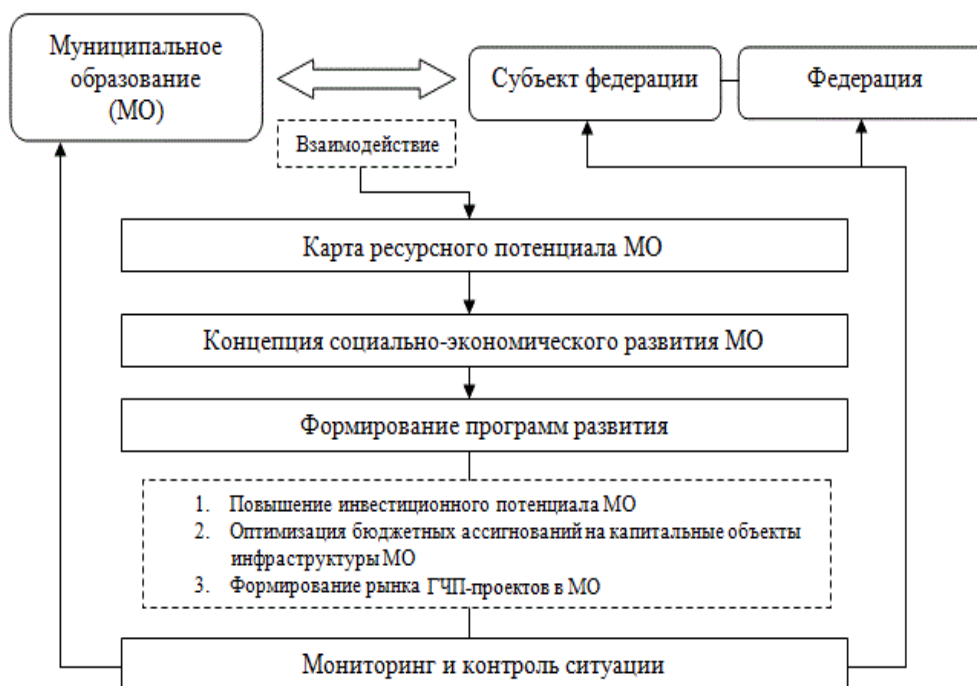 Муниципальное
образование
(МО)
Субъект федерации
Федерация
Взаимодействие
Карта ресурсного потенциала МО
Концепция социально-экономического развития МО
Формирование программ развития
1. Повышение инвестиционного потенциала МО
2. Оптимизация бюджетных ассигнований на капитальные объекты
инфраструктуры МО
3. Формирование рынка ГЧП-проектов в МО
Мониторинг и контроль ситуации